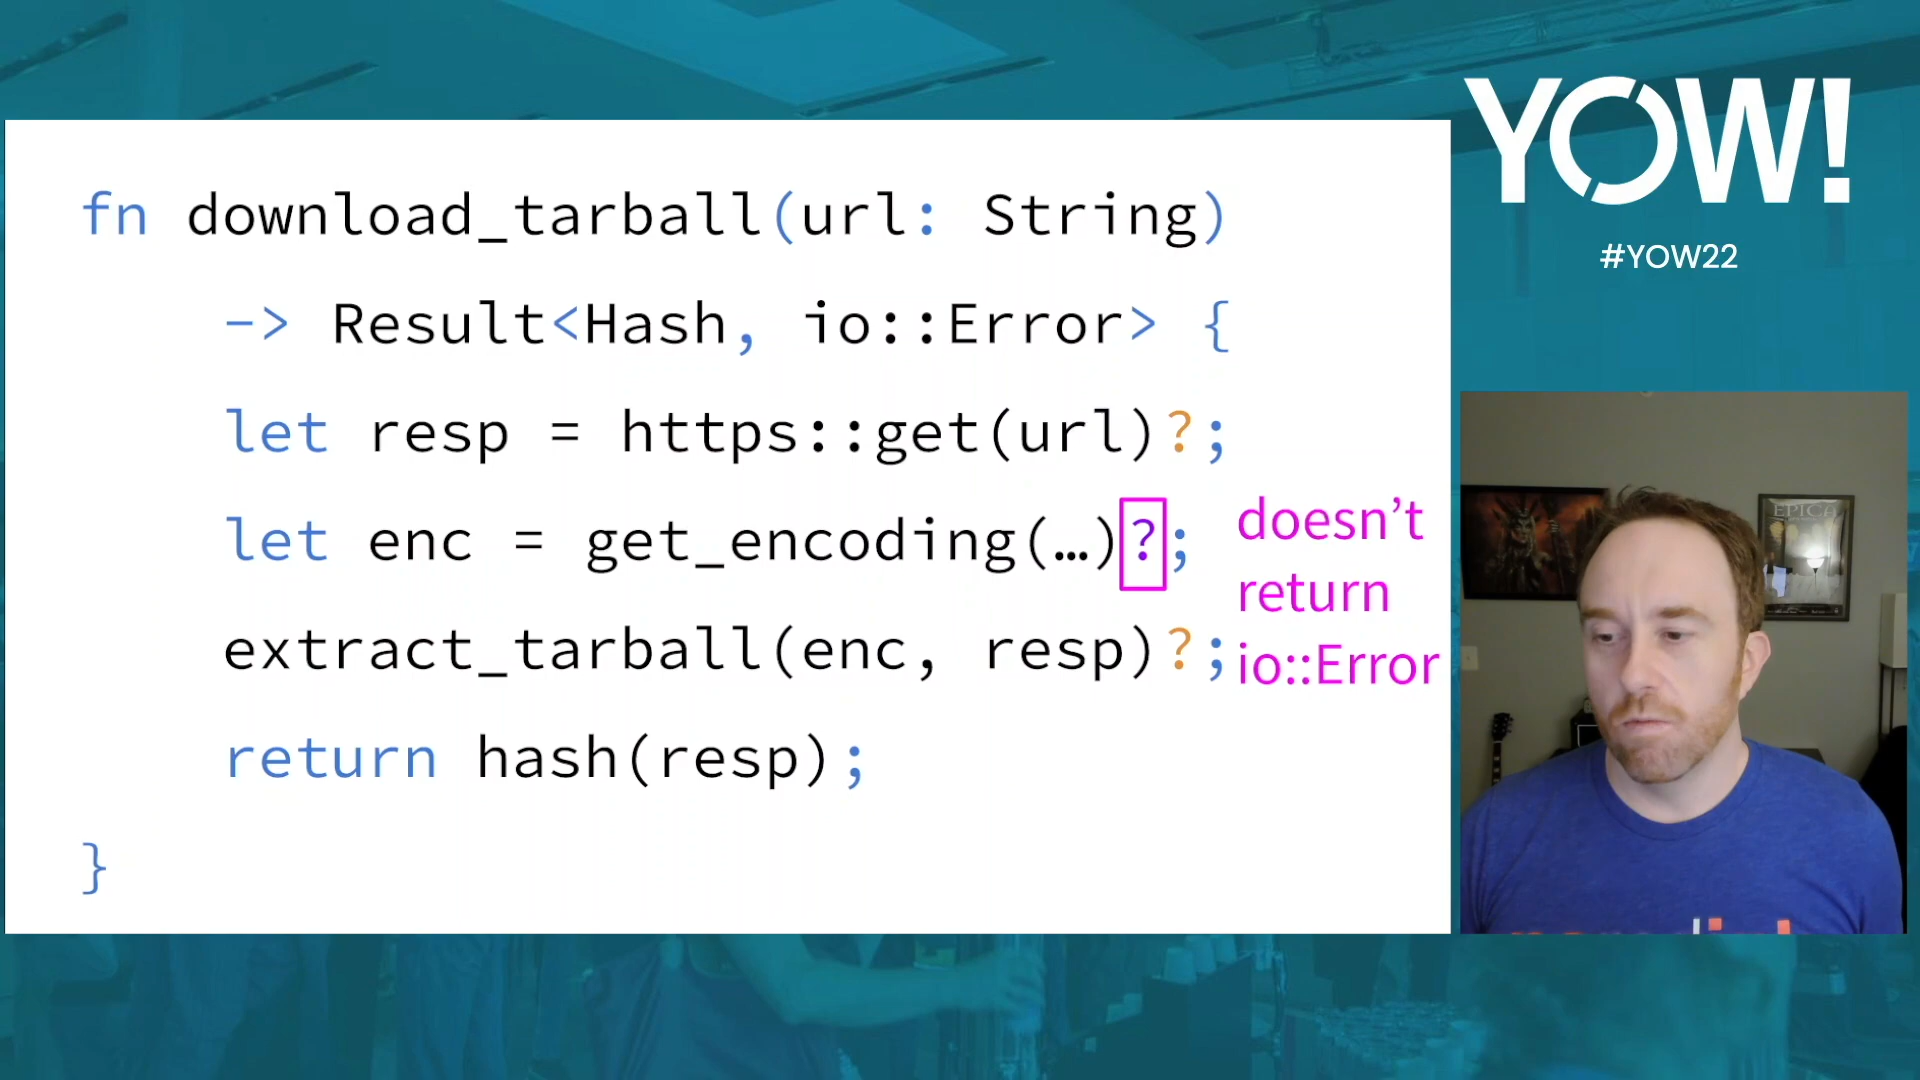 YOW!
#YOW22
fn download_tarball(url: String)
-> Result<Hash, io::Error> {
let resp = https::get(url)?;
let enc = get_encoding(…)?;
extract_tarball(enc, resp)?;
return hash(resp);
}
doesn’t
return
io::Error
EPICA